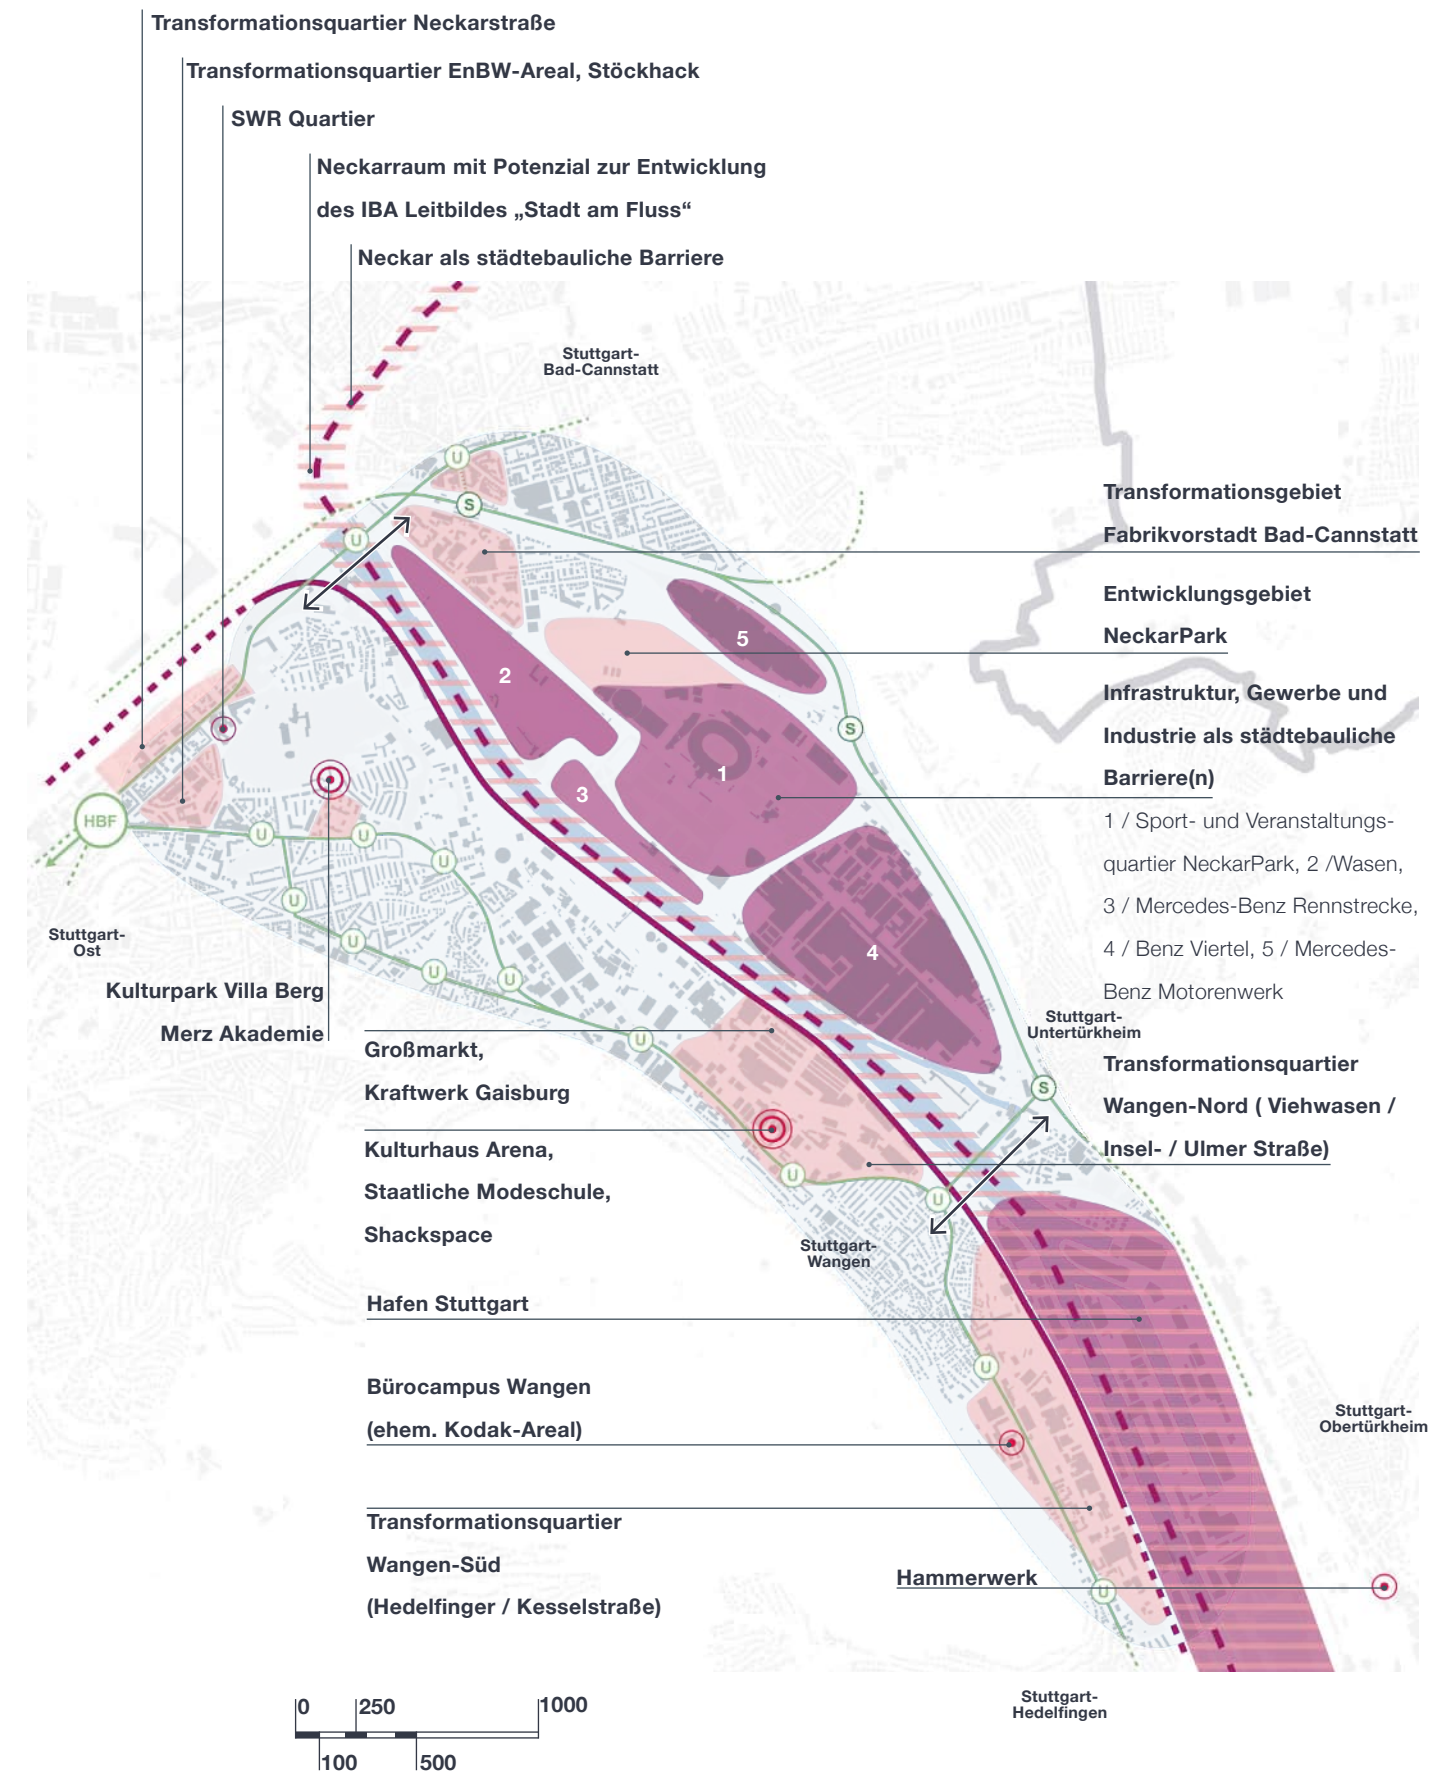 Transformationsquartier Neckarstraße
Transformationsquartier EnBW-Areal, Stöckhack
SWR Quartier
Neckarraum mit Potenzial zur Entwicklung
des IBA Leitbildes „Stadt am Fluss“
Neckar als städtebauliche Barriere
Stuttgart-
Bad-Cannstatt
U
S
U
Transformationsgebiet
Fabrikvorstadt Bad-Cannstatt
Entwicklungsgebiet
NeckarPark
5
2
Infrastruktur, Gewerbe und
Industrie als städtebauliche
Barriere(n)
1 / Sport- und Veranstaltungs-
quartier NeckarPark, 2 /Wasen,
3 / Mercedes-Benz Rennstrecke,
4 / Benz Viertel, 5 / Mercedes-
Benz Motorenwerk
S
1
3
HBF
U
U
U
U
U
U
U
U
4
Stuttgart-
Ost
Kulturpark Villa Berg
Merz Akademie
Stuttgart-
Untertürkheim
Großmarkt,
Kraftwerk Gaisburg
Transformationsquartier
Wangen-Nord ( Viehwasen /
Insel- / Ulmer Straße)
S
Kulturhaus Arena,
Staatliche Modeschule,
Shackspace
U
U
Stuttgart-
Wangen
Hafen Stuttgart
U
Bürocampus Wangen
(ehem. Kodak-Areal)
Stuttgart-
Obertürkheim
Transformationsquartier
Wangen-Süd
(Hedelfinger / Kesselstraße)
Hammerwerk
U
Stuttgart-
Hedelfingen
0
250
1000
100
500